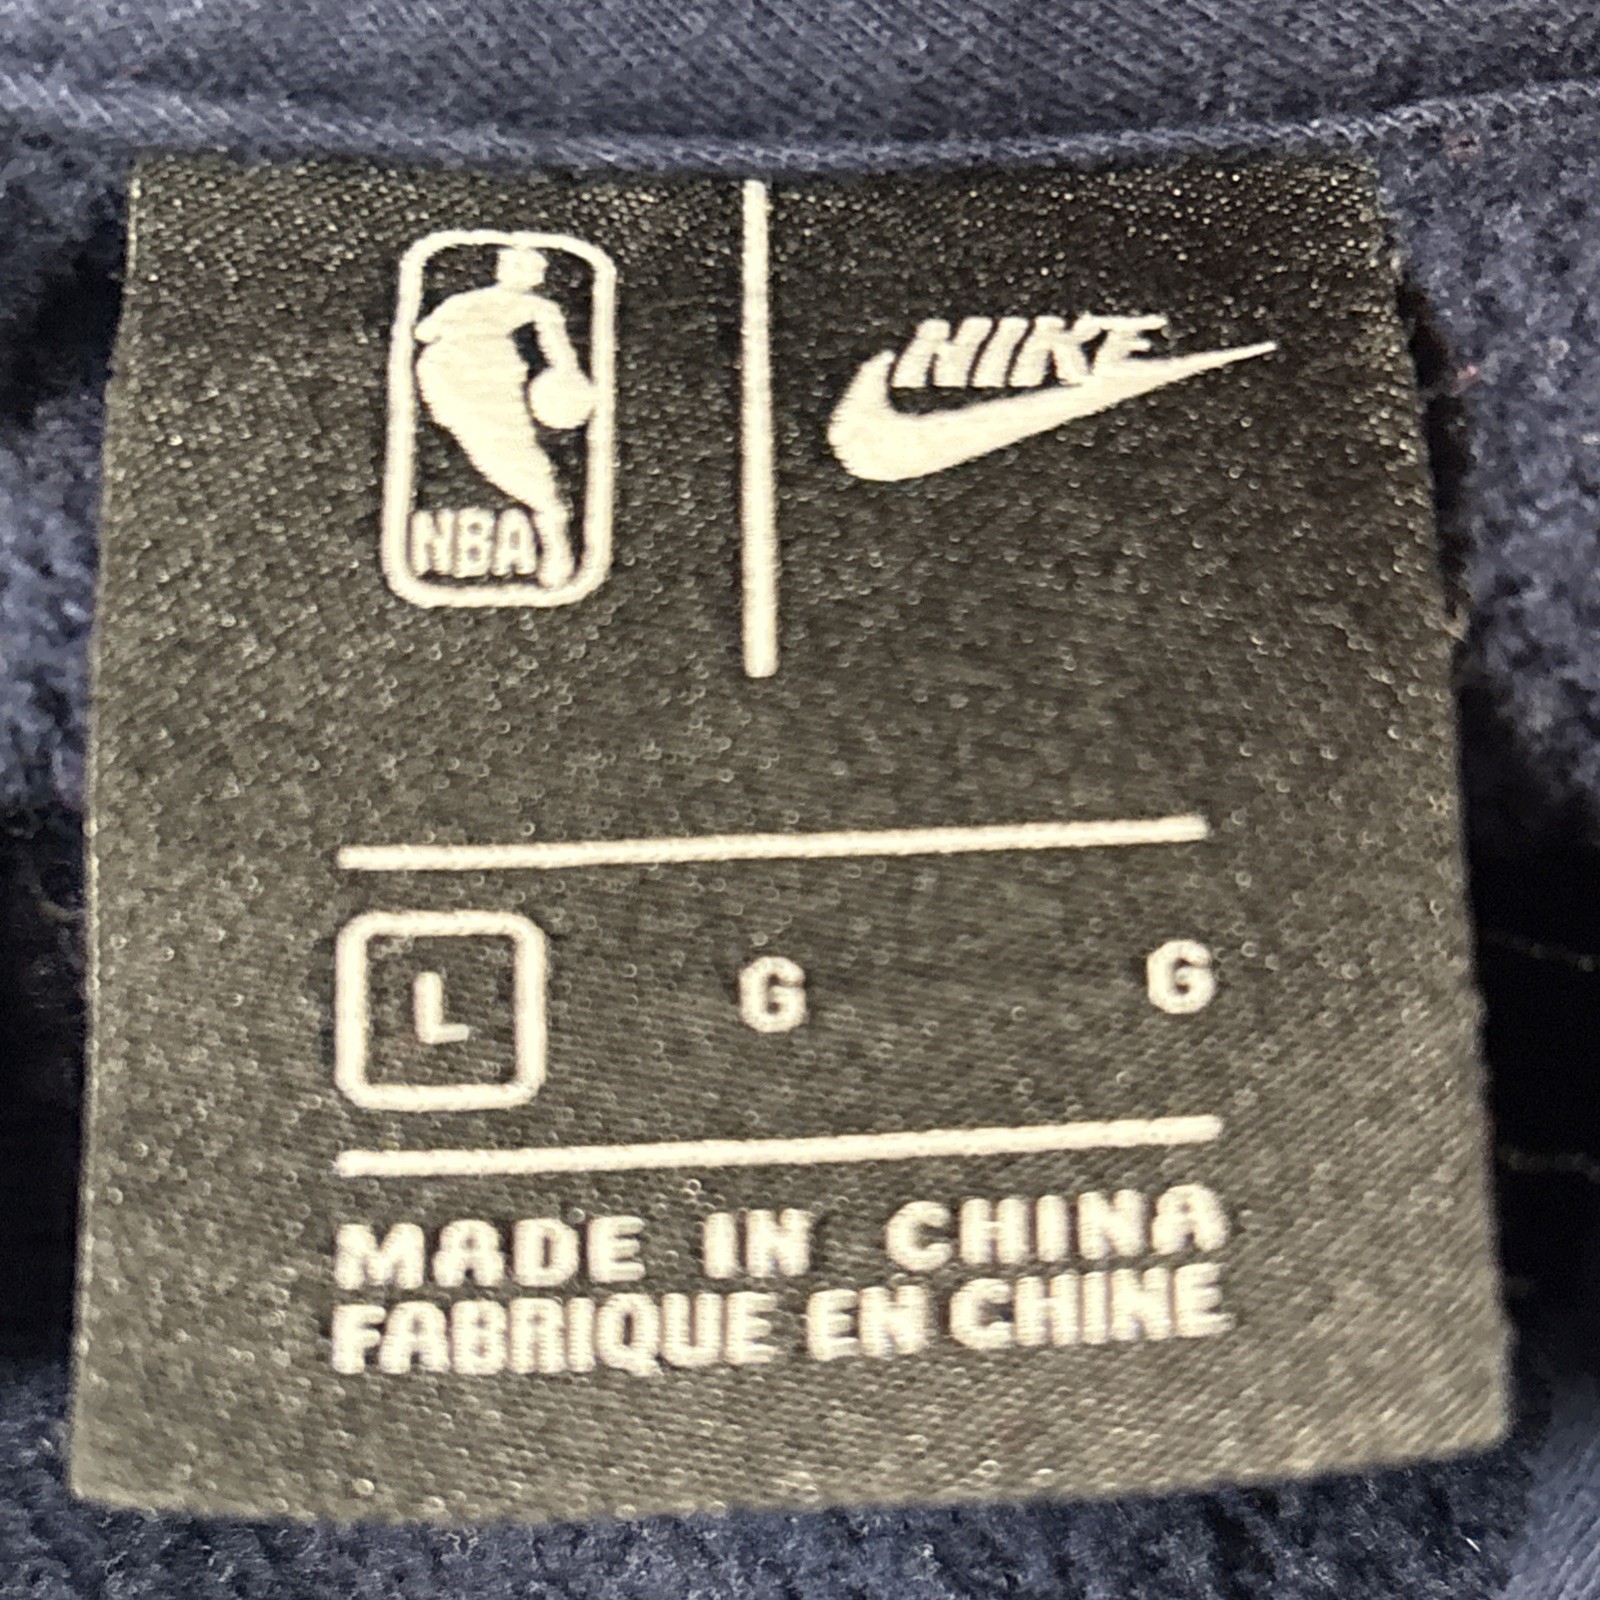 NBA
NIKE
L G G
MADE IN CHINA
FABRIQUE EN CHINE